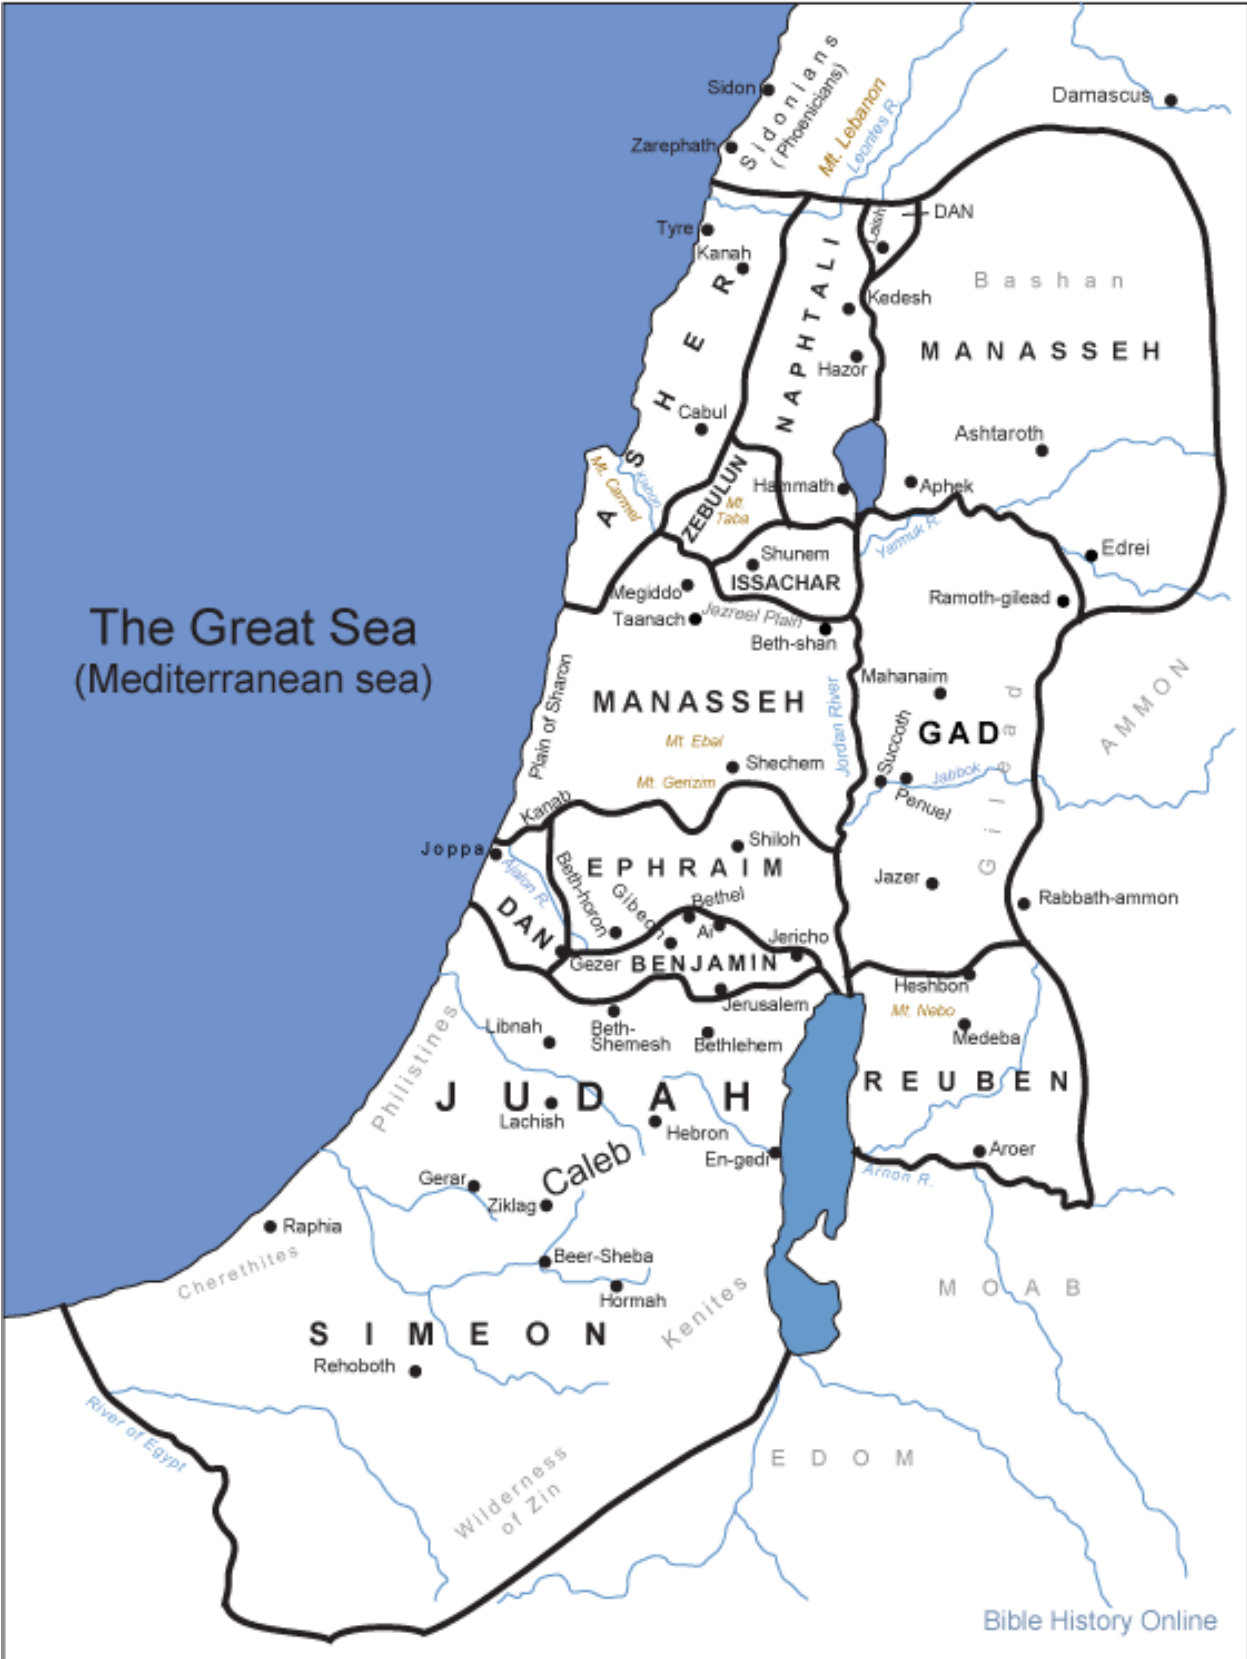 Sidonians
(Phoenicians)
Sidon
Mt. Lebanon
Leontes R.
Damascus
Zarephath
Tyre
Kanah
Laish
DAN
Bashan
Kedesh
NAPHTALI
MANASSEH
Hazor
ASHER
Cabul
Ashtaroth
Mt. Carmel
Kishon
ZEBULUN
Mt.
Taba
Hammath
Aphek
Yarmuk R.
Edrei
Shunem
ISSACHAR
Megiddo
Taanach
Jezreel Plain
Beth-shan
Ramoth-gilead
The Great Sea
(Mediterranean sea)
Plain of Sharon
MANASSEH
Mt. Ebal
Mt. Gerizim
Shechem
Jordan River
Mahanaim
GAD
Gilead
Succoth
Penuel
Jabbok
AMMON
Kanab
Joppa
Ajalon R.
DAN
Beth-horon
EPHRAIM
Shiloh
Gibeon
Bethel
Ai
Jericho
Gezer
BENJAMIN
Jazer
Rabbath-ammon
Heshbon
Mt. Nebo
Medeba
REUBEN
Aroer
Arnon R.
Jerusalem
Libnah
Beth-
Shemesh
Bethlehem
Philistines
JUDAH
Lachish
Hebron
En-gedi
Caleb
Gerar
Ziklag
Raphia
Cherethites
Beer-Sheba
Hormah
Kenites
MOAB
SIMEON
Rehoboth
River of Egypt
Wilderness
of Zin
EDOM
Bible History Online